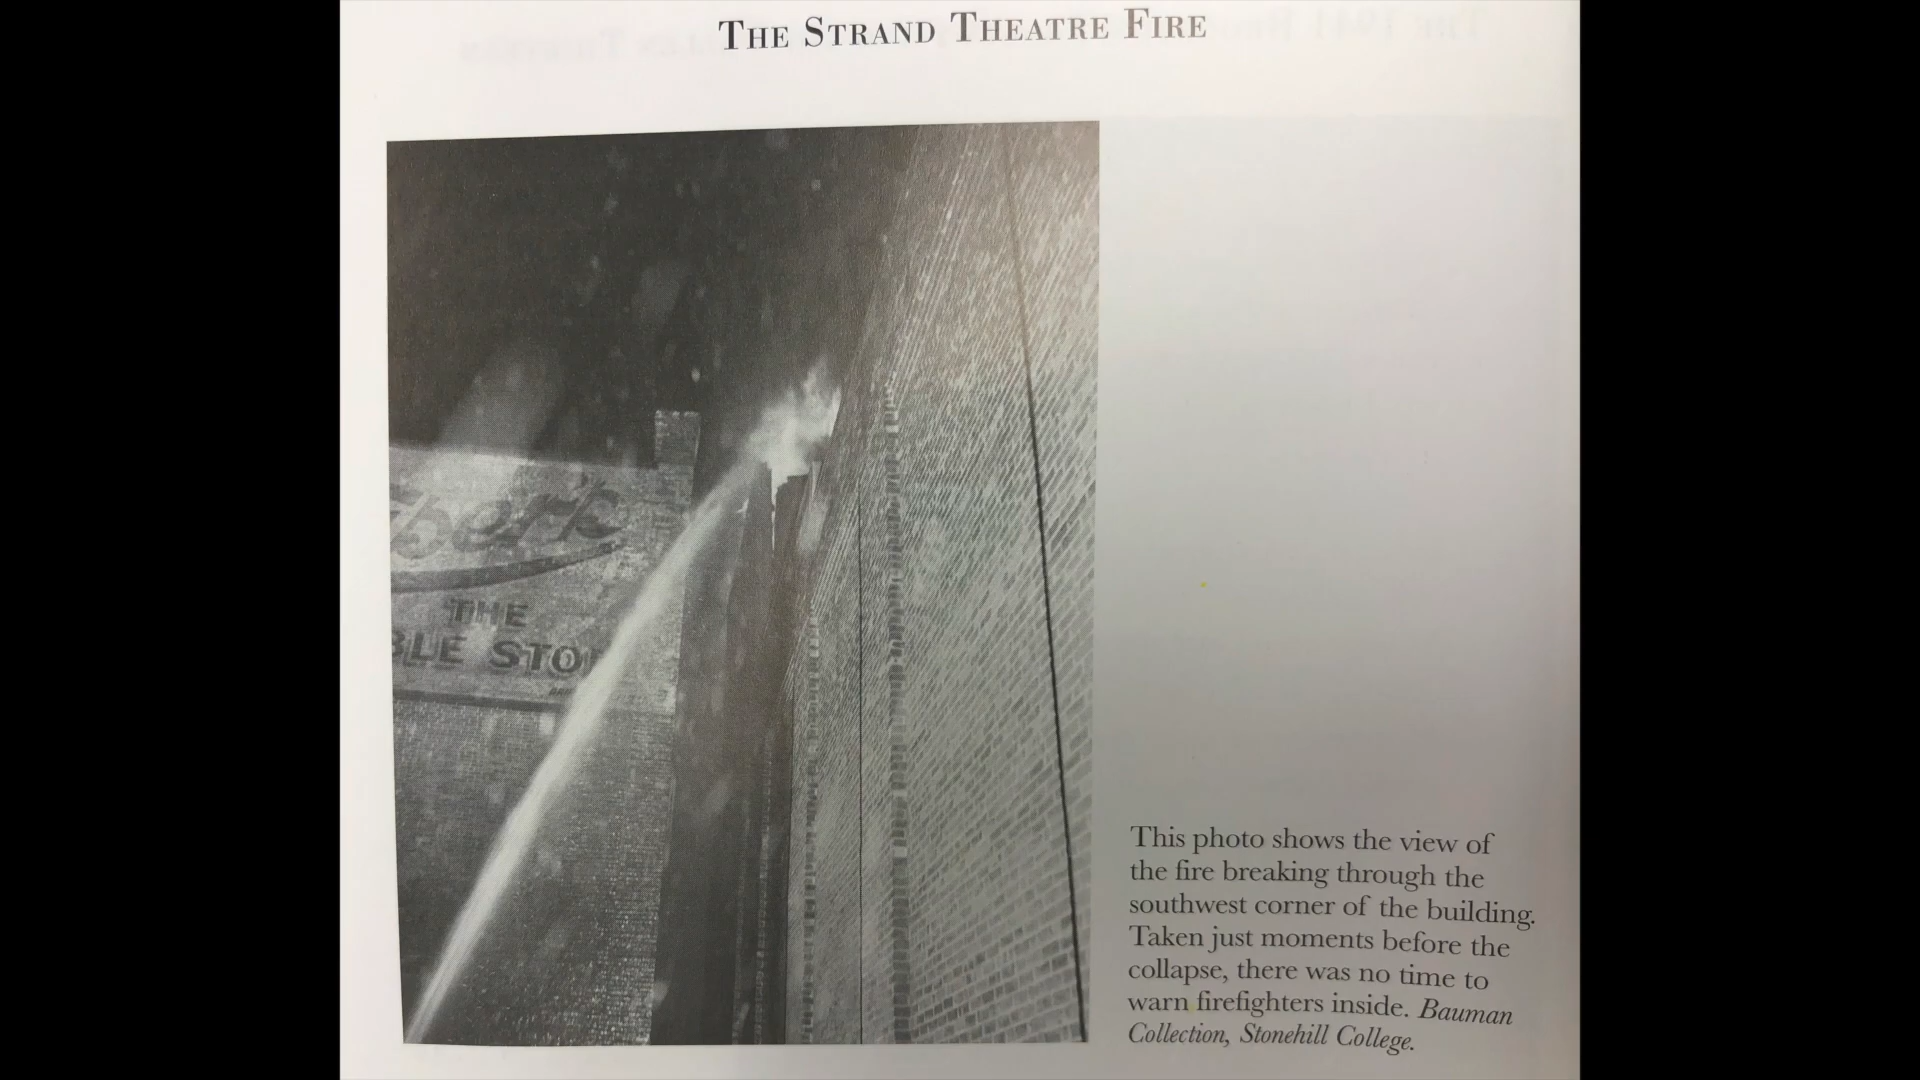 THE STRAND THEATRE FIRE
THE
BLE STO
This photo shows the view of
the fire breaking through the
southwest corner of the building.
Taken just moments before the
collapse, there was no time to
warn firefighters inside. Bauman
Collection, Stonehill College.